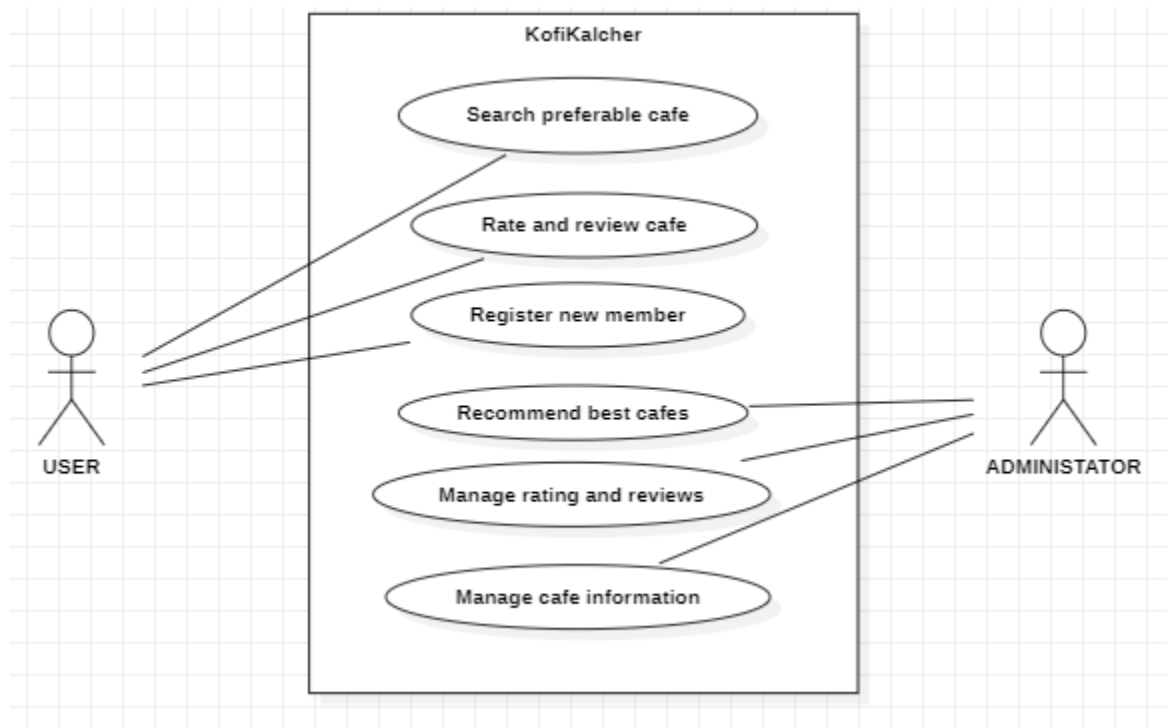 KofiKalcher
Search preferable cafe
Rate and review cafe
Register new member
Recommend best cafes
Manage rating and reviews
Manage cafe information
USER
ADMINISTATOR